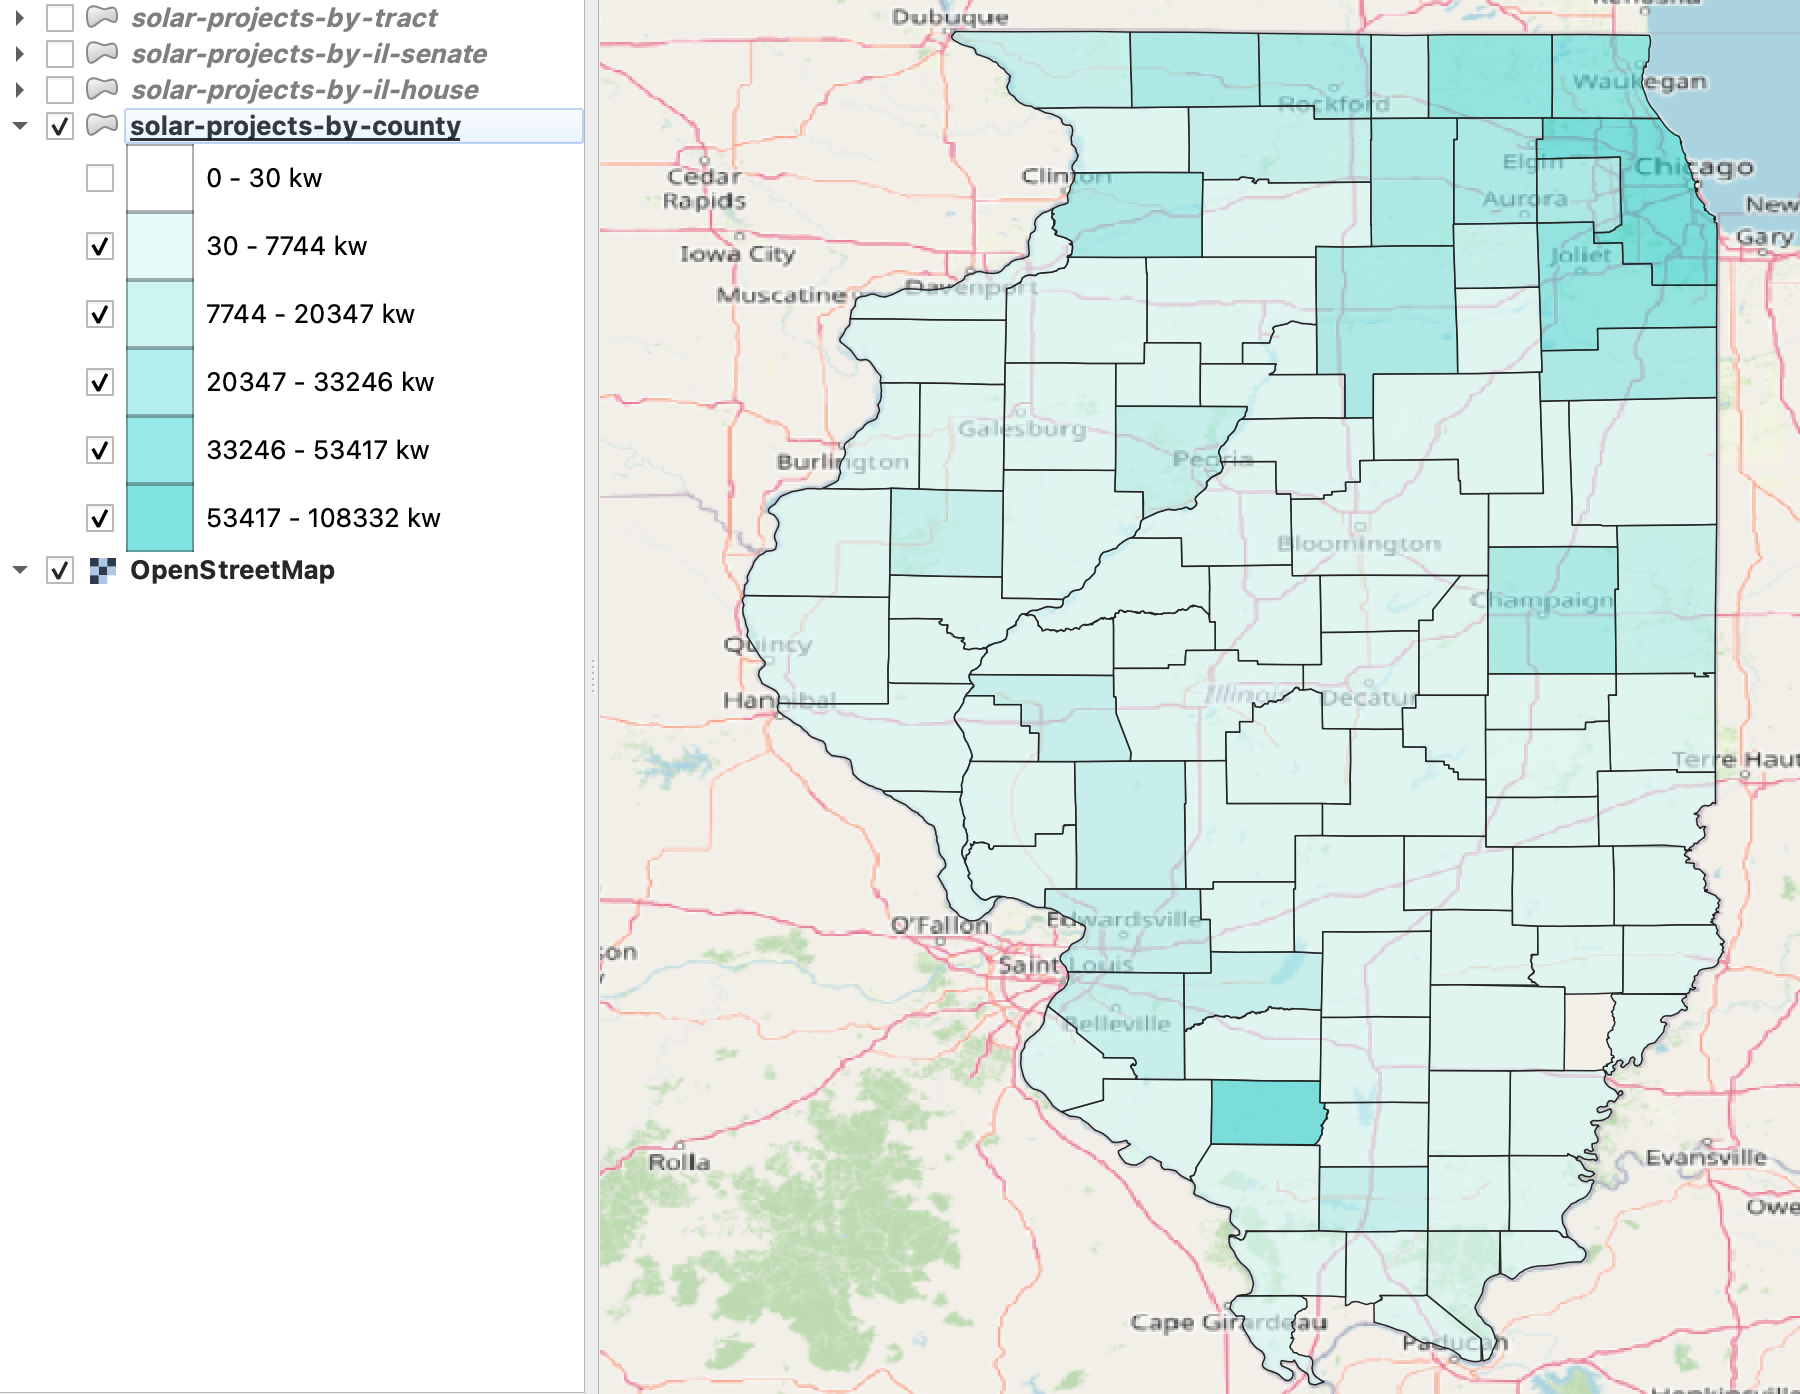 solar-projects-by-tract
solar-projects-by-il-senate
solar-projects-by-il-house
solar-projects-by-county
0 - 30 kw
30 - 7744 kw
7744 - 20347 kw
20347 - 33246 kw
33246 - 53417 kw
53417 - 108332 kw
OpenStreetMap
Dubuque
Waukegan
Rockford
Elgin
Chicago
Cedar
Rapids
Clinton
Aurora
New
Gary
Iowa City
Joliet
Muscatine
Davenport
Galesburg
Burlington
Peoria
Bloomington
Champaign
Quincy
Hannibal
Illinois
Decatur
Terre Haut
O'Fallon
Edwardsville
son
Saint Louis
Belleville
Rolla
Evansville
Owe
Cape Girardeau
Paducah